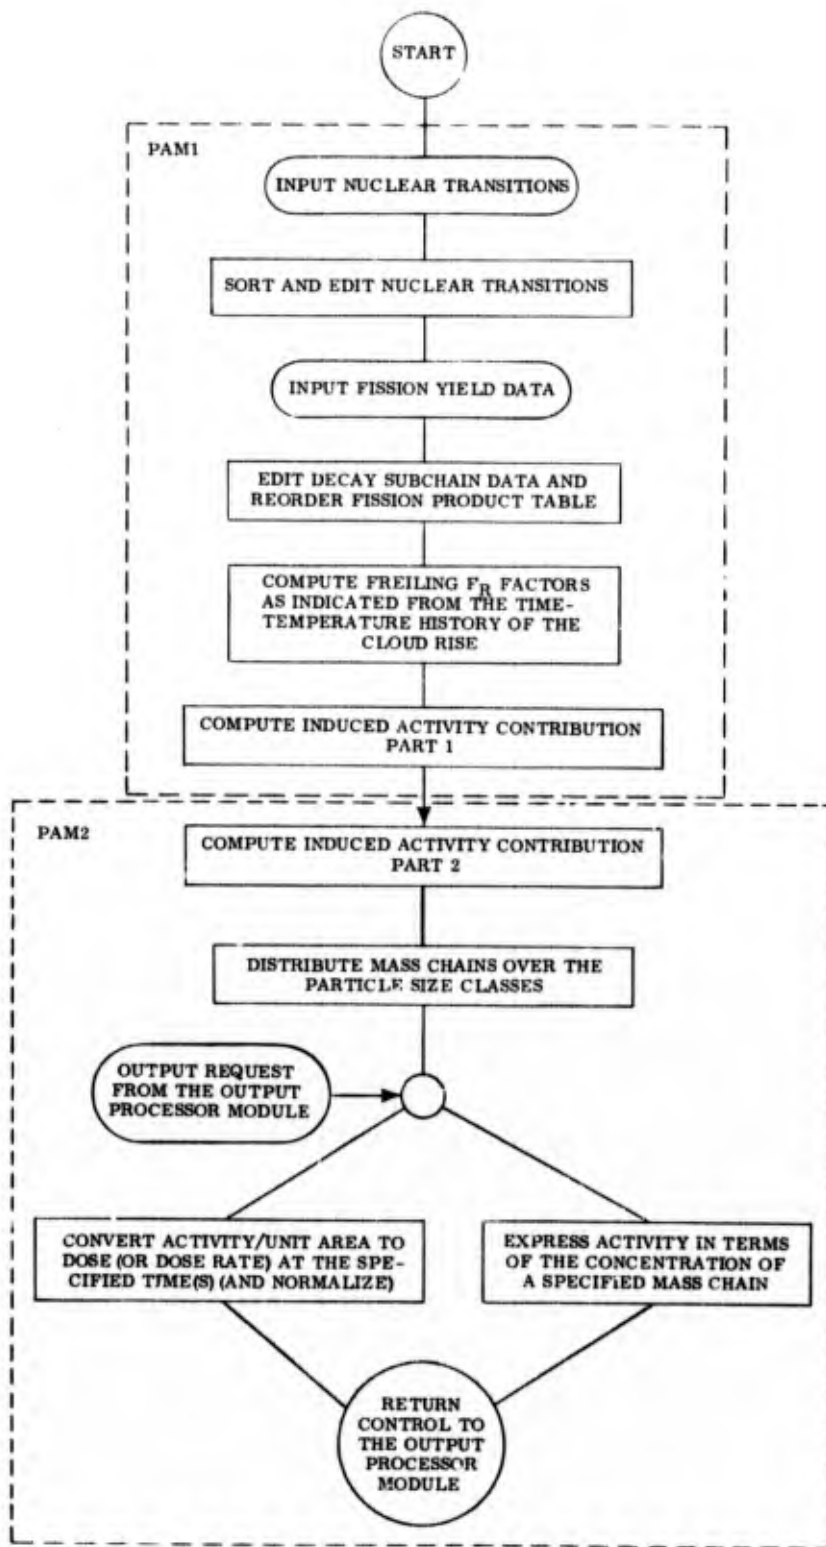 START
PAM1
INPUT NUCLEAR TRANSITIONS
SORT AND EDIT NUCLEAR TRANSITIONS
INPUT FISSION YIELD DATA
EDIT DECAY SUBCHAIN DATA AND
REORDER FISSION PRODUCT TABLE
COMPUTE FREILING FR FACTORS
AS INDICATED FROM THE TIME-
TEMPERATURE HISTORY OF THE
CLOUD RISE
COMPUTE INDUCED ACTIVITY CONTRIBUTION
PART 1
PAM2
COMPUTE INDUCED ACTIVITY CONTRIBUTION
PART 2
DISTRIBUTE MASS CHAINS OVER THE
PARTICLE SIZE CLASSES
OUTPUT REQUEST
FROM THE OUTPUT
PROCESSOR MODULE
CONVERT ACTIVITY/UNIT AREA TO
DOSE (OR DOSE RATE) AT THE SPE-
CIFIED TIME(S) (AND NORMALIZE)
EXPRESS ACTIVITY IN TERMS
OF THE CONCENTRATION OF
A SPECIFIED MASS CHAIN
RETURN
CONTROL TO
THE OUTPUT
PROCESSOR
MODULE